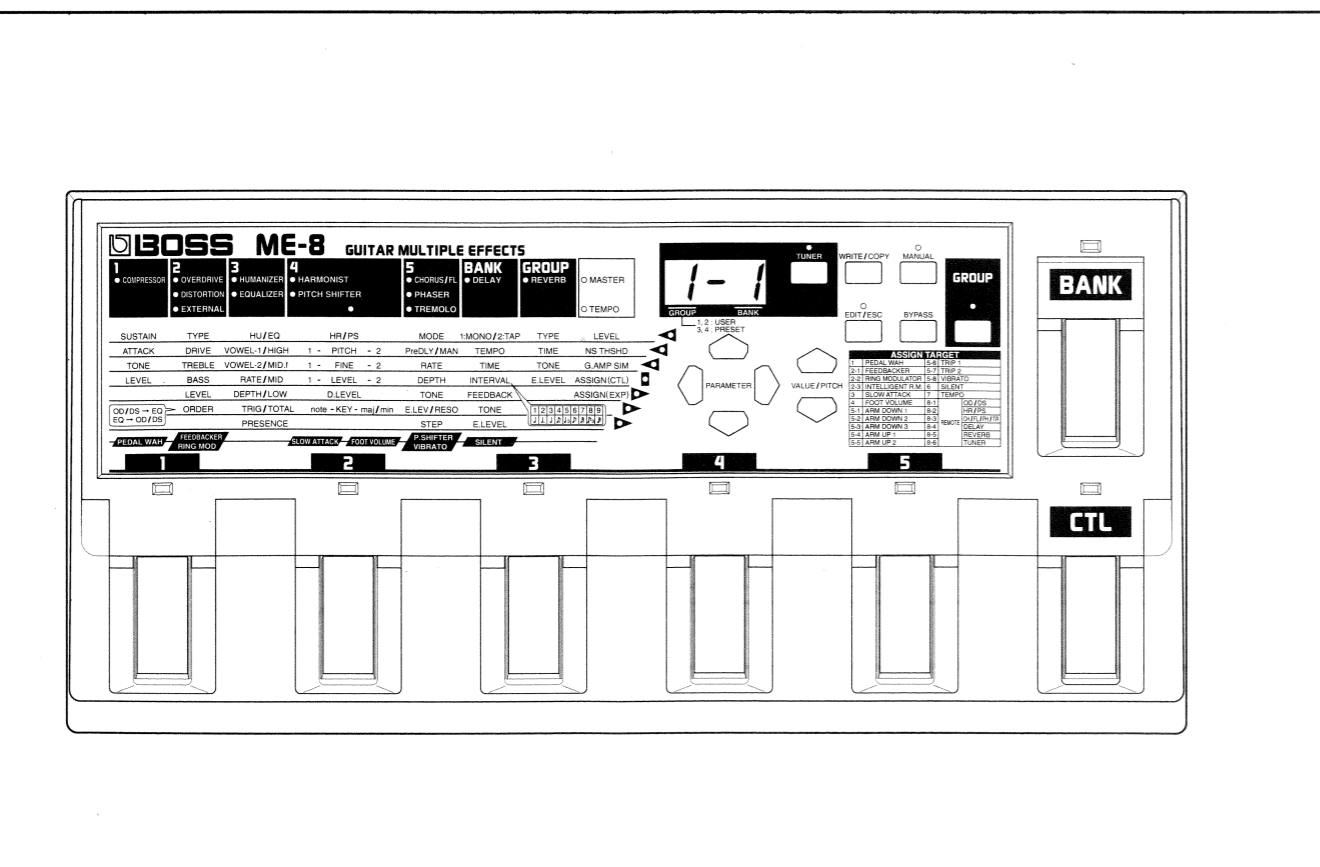 BOSS ME-8 GUITAR MULTIPLE EFFECTS
1 2 3 4 5 BANK GROUP
COMPRESSOR OVERDRIVE HUMANIZER HARMONIST CHORUS/FL DELAY REVERB MASTER
DISTORTION EQUALIZER PITCH SHIFTER PHASER
EXTERNAL TREMOLO TEMPO
SUSTAIN TYPE HU/EQ HR/PS MODE 1:MONO/2:TAP TYPE LEVEL
ATTACK DRIVE VOWEL-1/HIGH 1 - PITCH - 2 PreDLY/MAN TEMPO TIME NS THSHD
TONE TREBLE VOWEL-2/MID.f 1 - FINE - 2 RATE TIME TONE G.AMP SIM
LEVEL BASS RATE/MID 1 - LEVEL - 2 DEPTH INTERVAL E.LEVEL ASSIGN(CTL)
LEVEL DEPTH/LOW D.LEVEL TONE FEEDBACK ASSIGN(EXP)
OD/DS → EQ
EQ → OD/DS
ORDER TRIG/TOTAL note - KEY - maj/min E.LEV/RESO TONE 1 2 3 4 5 6 7 8 9
PRESENCE STEP E.LEVEL
PEDAL WAH FEEDBACKER RING MOD SLOW ATTACK FOOT VOLUME P.SHIFTER VIBRATO SILENT
1-1
GROUP BANK
1, 2 : USER
3, 4 : PRESET
TUNER
WRITE/COPY MANUAL
EDIT/ESC BYPASS
GROUP
PARAMETER VALUE/PITCH
ASSIGN TARGET
1 PEDAL WAH 5-6 TRIP 1
2-1 FEEDBACKER 5-7 TRIP 2
2-2 RING MODULATOR 5-8 VIBRATO
2-3 INTELLIGENT R.M. 6 SILENT
3 SLOW ATTACK 7 TEMPO
4 FOOT VOLUME 8-1 OD/DS
5-1 ARM DOWN 1 8-2 HR/PS
5-2 ARM DOWN 2 8-3 REMOTE CH/FL/PH/TR
5-3 ARM DOWN 3 8-4 DELAY
5-4 ARM UP 1 8-5 REVERB
5-5 ARM UP 2 8-6 TUNER
1 2 3 4 5
BANK
CTL